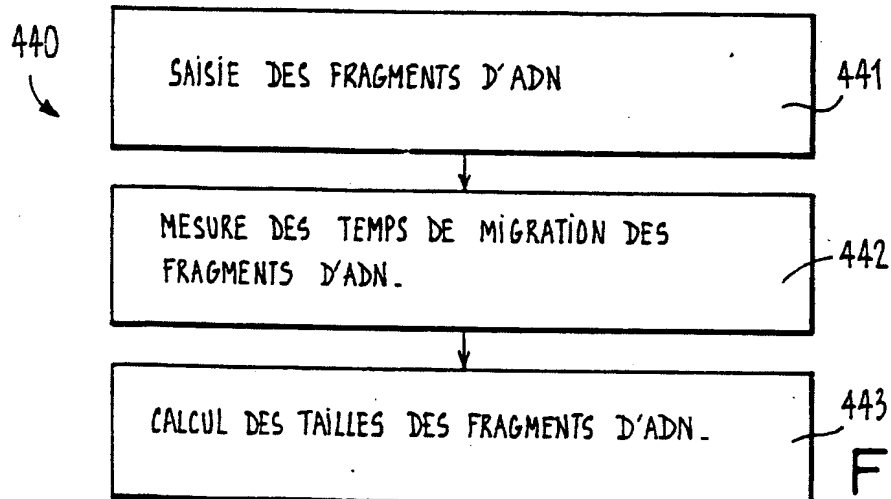 440
SAISIE DES FRAGMENTS D'ADN
441
MESURE DES TEMPS DE MIGRATION DES
FRAGMENTS D'ADN.
442
CALCUL DES TAILLES DES FRAGMENTS D'ADN.
443
F